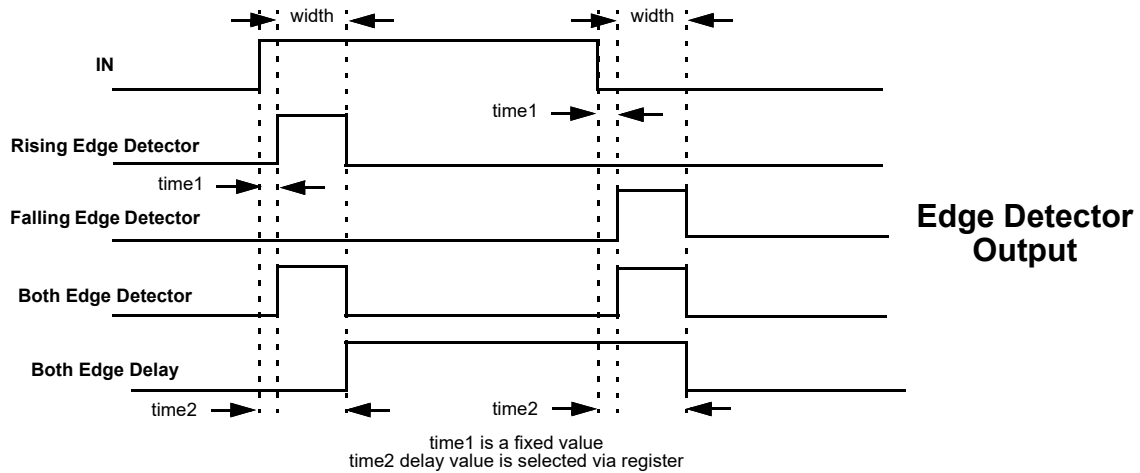 width
width
IN
time1
Rising Edge Detector
time1
Falling Edge Detector
Edge Detector
Output
Both Edge Detector
Both Edge Delay
time2
time2
time1 is a fixed value
time2 delay value is selected via register